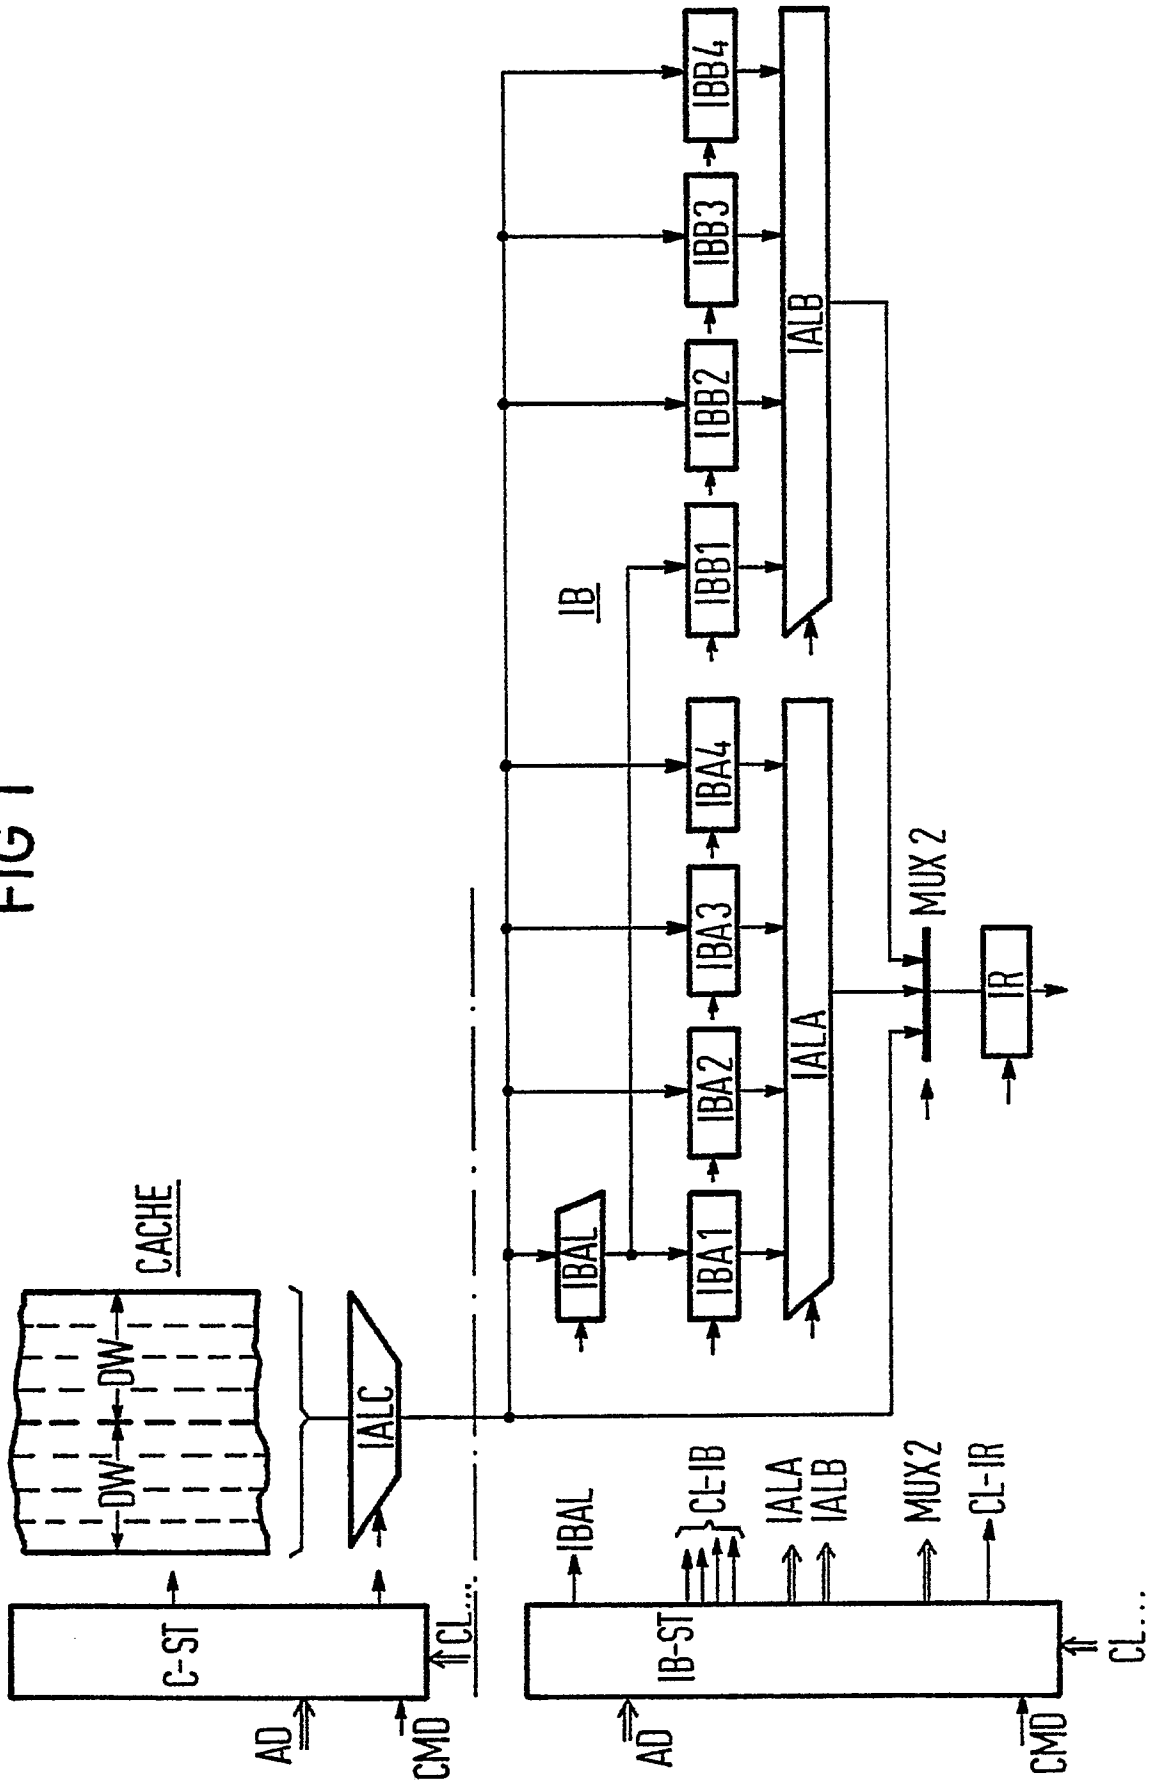 FIG 1
CACHE
DW
DW
C-ST
IALC
AD
CMD
CL...
IBAL
IB
IBA1
IBA2
IBA3
IBA4
IBB1
IBB2
IBB3
IBB4
IALA
IALB
MUX 2
IR
IB-ST
IBAL
CL-IB
IALA
IALB
MUX2
CL-IR
AD
CMD
CL...